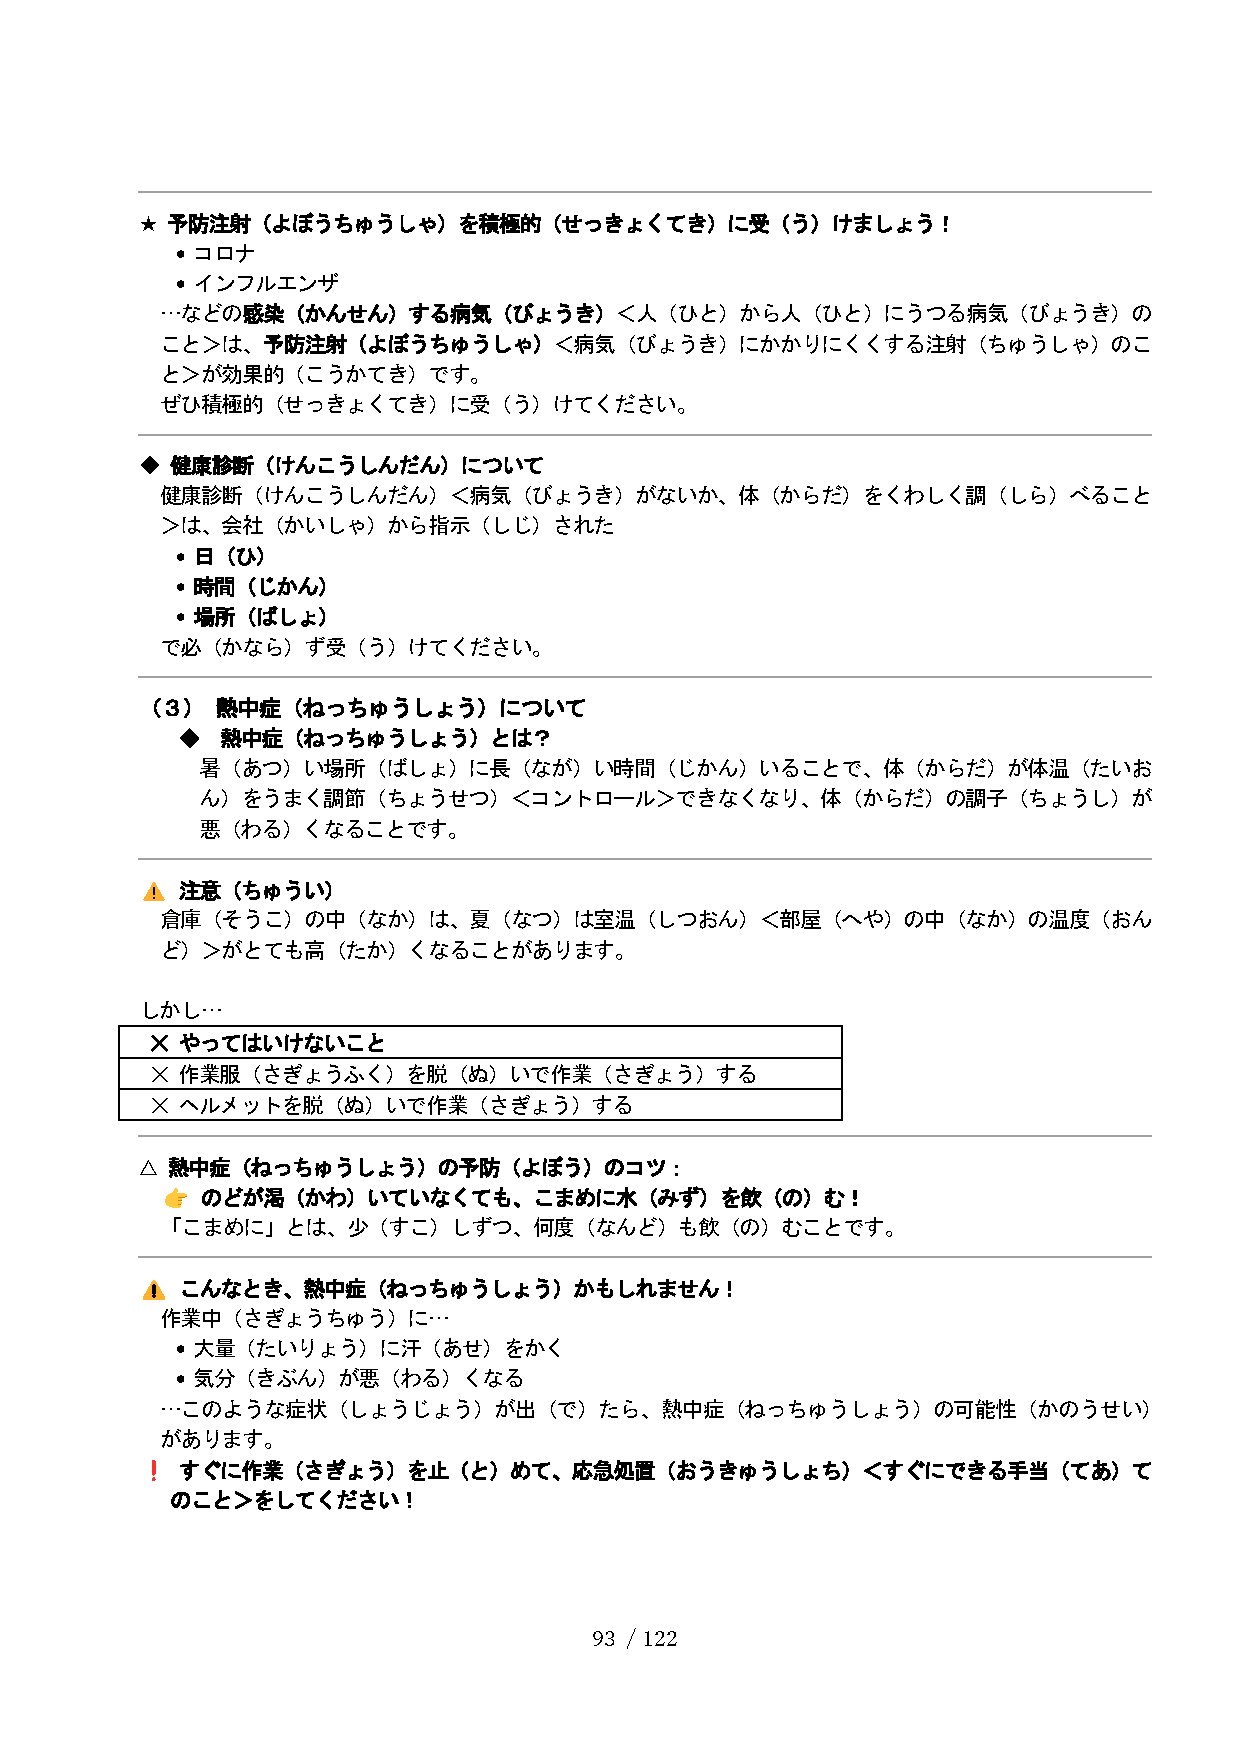 ★ 予防注射（よぼうちゅうしゃ）を積極的（せっきょくてき）に受（う）けましょう！
• コロナ
• インフルエンザ
…などの感染（かんせん）する病気（びょうき）＜人（ひと）から人（ひと）にうつる病気（びょうき）の
こと＞は、予防注射（よぼうちゅうしゃ）＜病気（びょうき）にかかりにくくする注射（ちゅうしゃ）のこ
と＞が効果的（こうかてき）です。
ぜひ積極的（せっきょくてき）に受（う）けてください。
◆ 健康診断（けんこうしんだん）について
健康診断（けんこうしんだん）＜病気（びょうき）がないか、体（からだ）をくわしく調（しら）べること
＞は、会社（かいしゃ）から指示（しじ）された
• 日（ひ）
• 時間（じかん）
• 場所（ばしょ）
で必（かなら）ず受（う）けてください。
（３） 熱中症（ねっちゅうしょう）について
◆ 熱中症（ねっちゅうしょう）とは？
暑（あつ）い場所（ばしょ）に長（なが）い時間（じかん）いることで、体（からだ）が体温（たいお
ん）をうまく調節（ちょうせつ）＜コントロール＞できなくなり、体（からだ）の調子（ちょうし）が
悪（わる）くなることです。
⚠ 注意（ちゅうい）
倉庫（そうこ）の中（なか）は、夏（なつ）は室温（しつおん）＜部屋（へや）の中（なか）の温度（おん
ど）＞がとても高（たか）くなることがあります。
しかし…
✕ やってはいけないこと
✕ 作業服（さぎょうふく）を脱（ぬ）いで作業（さぎょう）する
✕ ヘルメットを脱（ぬ）いで作業（さぎょう）する
△ 熱中症（ねっちゅうしょう）の予防（よぼう）のコツ：
👉 のどが渇（かわ）いていなくても、こまめに水（みず）を飲（の）む！
「こまめに」とは、少（すこ）しずつ、何度（なんど）も飲（の）むことです。
⚠ こんなとき、熱中症（ねっちゅうしょう）かもしれません！
作業中（さぎょうちゅう）に…
• 大量（たいりょう）に汗（あせ）をかく
• 気分（きぶん）が悪（わる）くなる
…このような症状（しょうじょう）が出（で）たら、熱中症（ねっちゅうしょう）の可能性（かのうせい）
があります。
❗ すぐに作業（さぎょう）を止（と）めて、応急処置（おうきゅうしょち）＜すぐにできる手当（てあ）て
のこと＞をしてください！
93 / 122